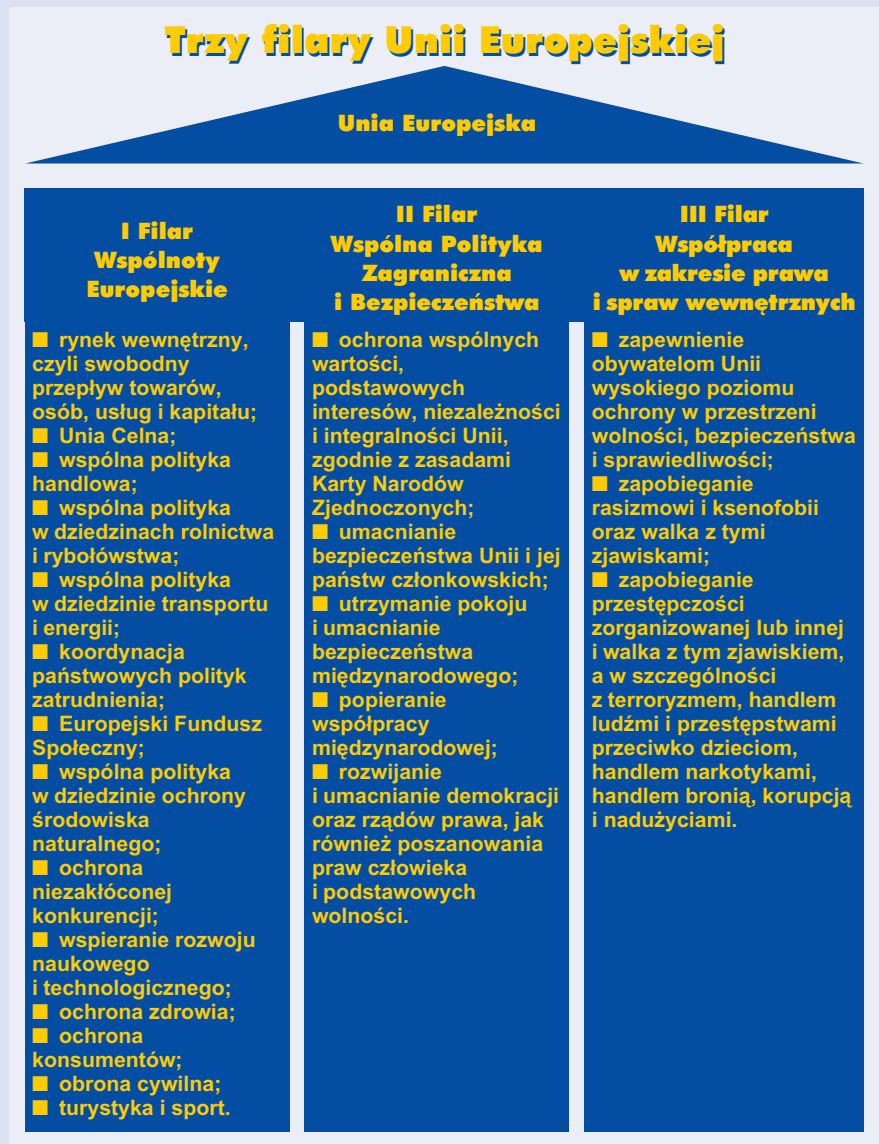 Trzy filary Unii Europejskiej
Unia Europejska
I Filar
Wspólnoty
Europejskie
■ rynek wewnętrzny,
czyli swobodny
przepływ towarów,
osób, usług i kapitału;
■ Unia Celna;
■ wspólna polityka
handlowa;
■ wspólna polityka
w dziedzinach rolnictwa
i rybołówstwa;
■ wspólna polityka
w dziedzinie transportu
i energii;
■ koordynacja
państwowych polityk
zatrudnienia;
■ Europejski Fundusz
Społeczny;
■ wspólna polityka
w dziedzinie ochrony
środowiska
naturalnego;
■ ochrona
niezakłóconej
konkurencji;
■ wspieranie rozwoju
naukowego
i technologicznego;
■ ochrona zdrowia;
■ ochrona
konsumentów;
■ obrona cywilna;
■ turystyka i sport.
II Filar
Wspólna Polityka
Zagraniczna
i Bezpieczeństwa
■ ochrona wspólnych
wartości,
podstawowych
interesów, niezależności
i integralności Unii,
zgodnie z zasadami
Karty Narodów
Zjednoczonych;
■ umacnianie
bezpieczeństwa Unii i jej
państw członkowskich;
■ utrzymanie pokoju
i umacnianie
bezpieczeństwa
międzynarodowego;
■ popieranie
współpracy
międzynarodowej;
■ rozwijanie
i umacnianie demokracji
oraz rządów prawa, jak
również poszanowania
praw człowieka
i podstawowych
wolności.
III Filar
Współpraca
w zakresie prawa
i spraw wewnętrznych
■ zapewnienie
obywatelom Unii
wysokiego poziomu
ochrony w przestrzeni
wolności, bezpieczeństwa
i sprawiedliwości;
■ zapobieganie
rasizmowi i ksenofobii
oraz walka z tymi
zjawiskami;
■ zapobieganie
przestępczości
zorganizowanej lub innej
i walka z tym zjawiskiem,
a w szczególności
z terroryzmem, handlem
ludźmi i przestępstwami
przeciwko dzieciom,
handlem narkotykami,
handlem bronią, korupcją
i nadużyciami.